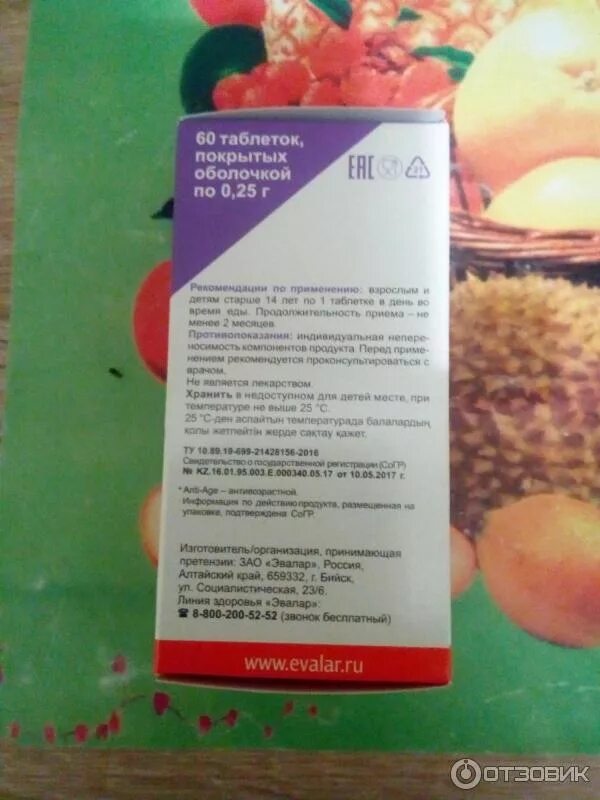 60 таблеток,
покрытых
оболочкой
по 0,25 г
EAC
21
Рекомендации по применению: взрослым и
детям старше 14 лет по 1 таблетке в день во
время еды. Продолжительность приема – не
менее 2 месяцев.
Противопоказания: индивидуальная непере-
носимость компонентов продукта. Перед приме-
нением рекомендуется проконсультироваться с
врачом.
Не является лекарством.
Хранить в недоступном для детей месте, при
температуре не выше 25 °С.
25 °С-ден аспайтын температурада балалардың
қолы жетпейтін жерде сақтау қажет.
ТУ 10.89.19-699-21428156-2016
Свидетельство о государственной регистрации (СоГР)
№ KZ.16.01.95.003.E.000340.05.17 от 10.05.2017 г.
* Anti-Age – антивозрастной.
Информация по действию продукта, размещенная на
упаковке, подтверждена СоГР.
Изготовитель/организация, принимающая
претензии: ЗАО «Эвалар», Россия,
Алтайский край, 659332, г. Бийск,
ул. Социалистическая, 23/6.
Линия здоровья «Эвалар»:
☎ 8-800-200-52-52 (звонок бесплатный)
www.evalar.ru
ОТЗОВИК